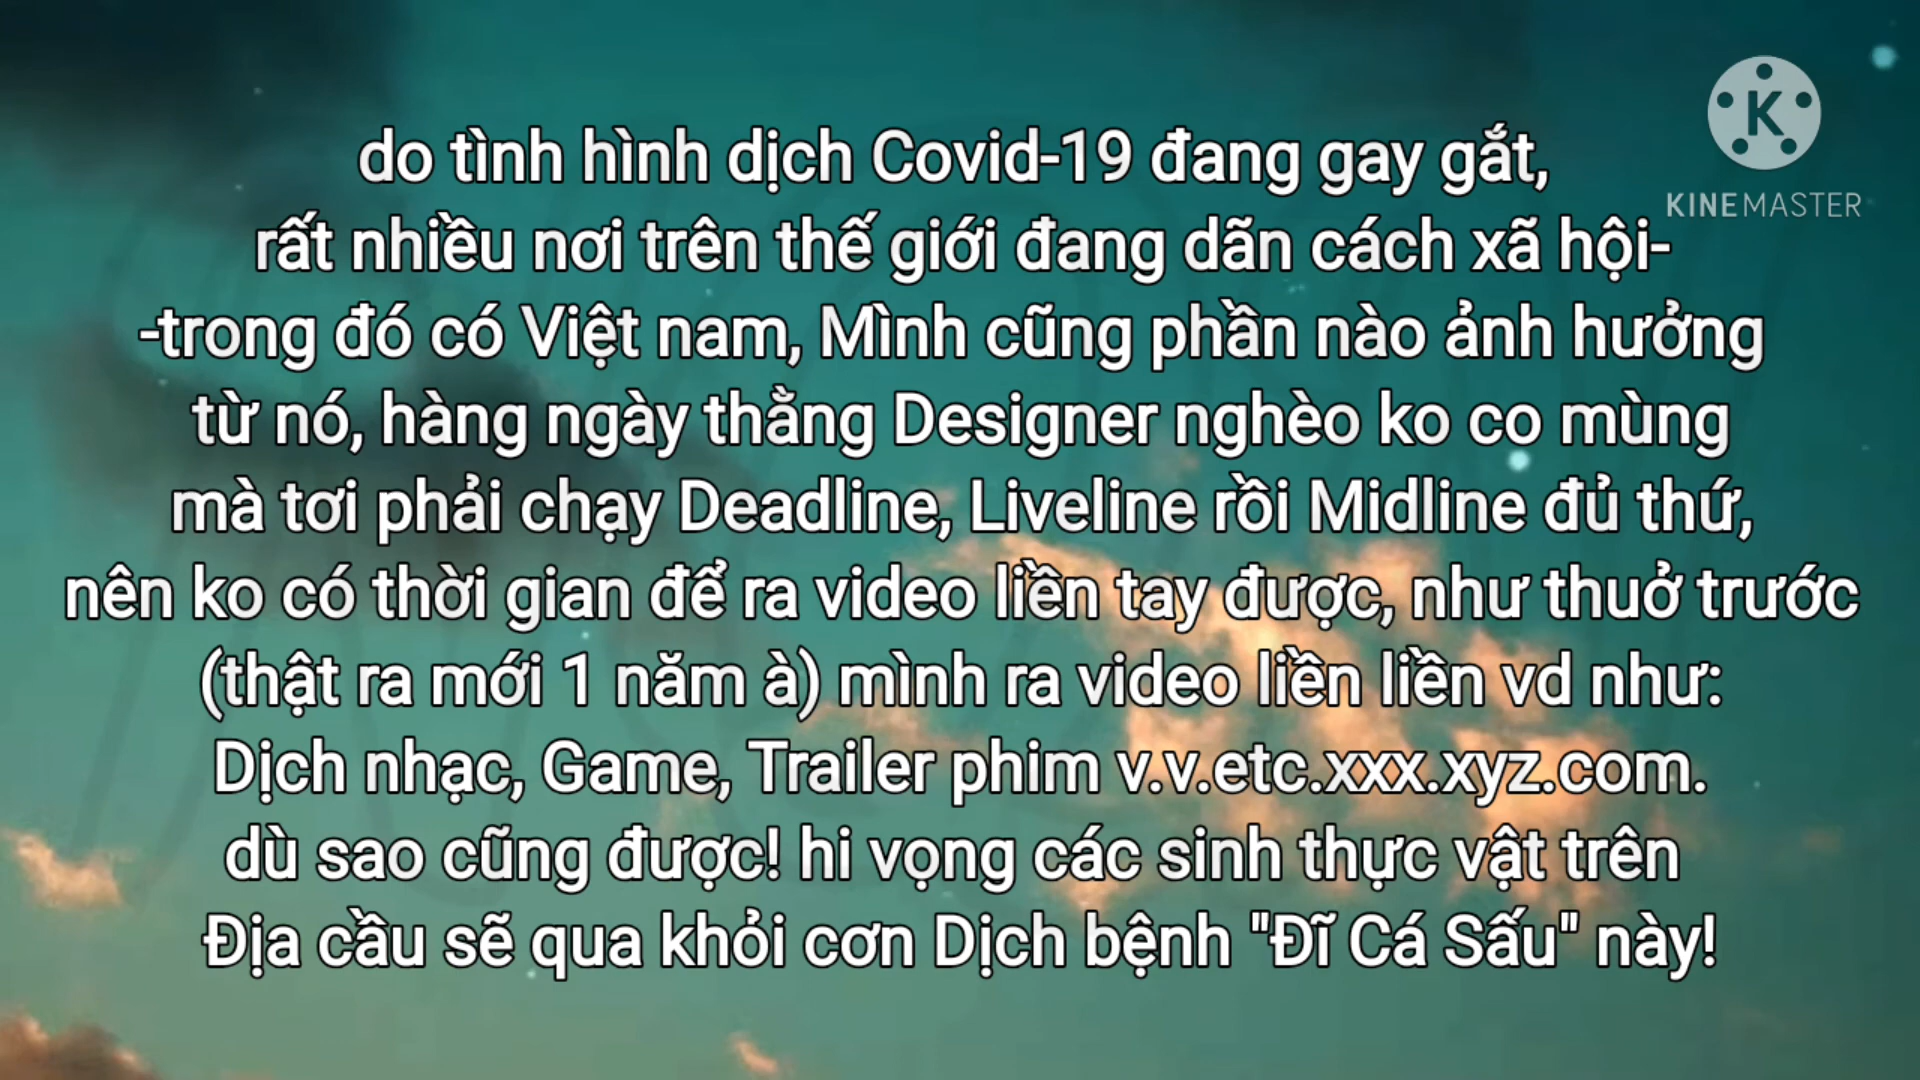 do tình hình dịch Covid-19 đang gay gắt,
rất nhiều nơi trên thế giới đang dãn cách xã hội-
-trong đó có Việt nam, Mình cũng phần nào ảnh hưởng
từ nó, hàng ngày thằng Designer nghèo ko co mùng
mà tơi phải chạy Deadline, Liveline rồi Midline đủ thứ,
nên ko có thời gian để ra video liền tay được, như thuở trước
(thật ra mới 1 năm à) mình ra video liền liền vd như:
Dịch nhạc, Game, Trailer phim v.v.etc.xxx.xyz.com.
dù sao cũng được! hi vọng các sinh thực vật trên
Địa cầu sẽ qua khỏi cơn Dịch bệnh "Đĩ Cá Sấu" này!
K
KINEMASTER